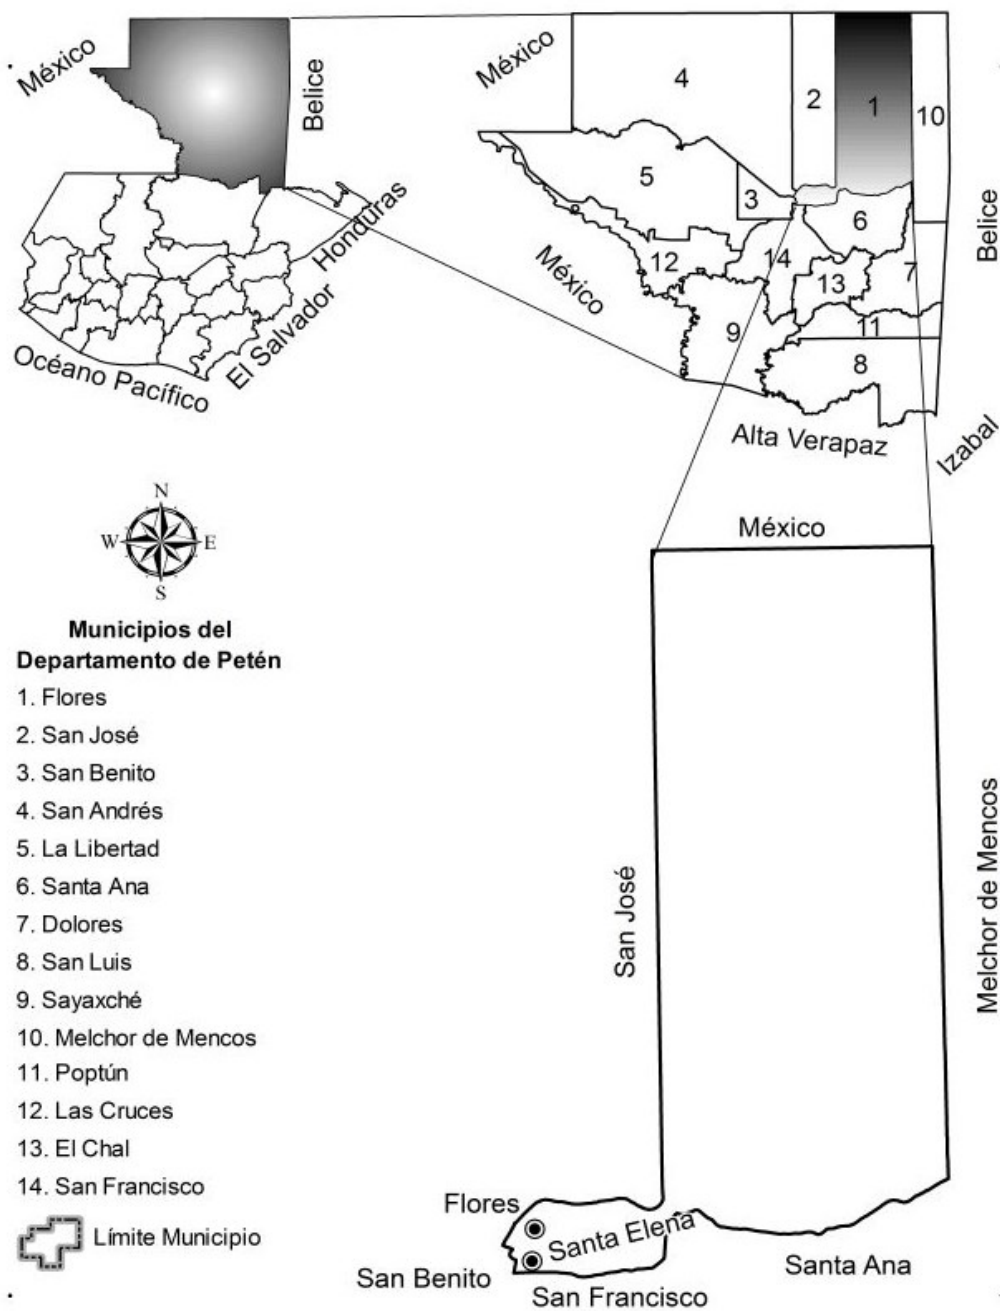 México
Belice
Honduras
El Salvador
Océano Pacífico
México
4
2
1
10
5
3
6
Belice
México
12
14
13
7
9
11
8
Alta Verapaz
Izabal
N
W
E
S
Municipios del
Departamento de Petén
1. Flores
2. San José
3. San Benito
4. San Andrés
5. La Libertad
6. Santa Ana
7. Dolores
8. San Luis
9. Sayaxché
10. Melchor de Mencos
11. Poptún
12. Las Cruces
13. El Chal
14. San Francisco
Límite Municipio
México
San José
Melchor de Mencos
Flores
Santa Elena
San Benito
San Francisco
Santa Ana